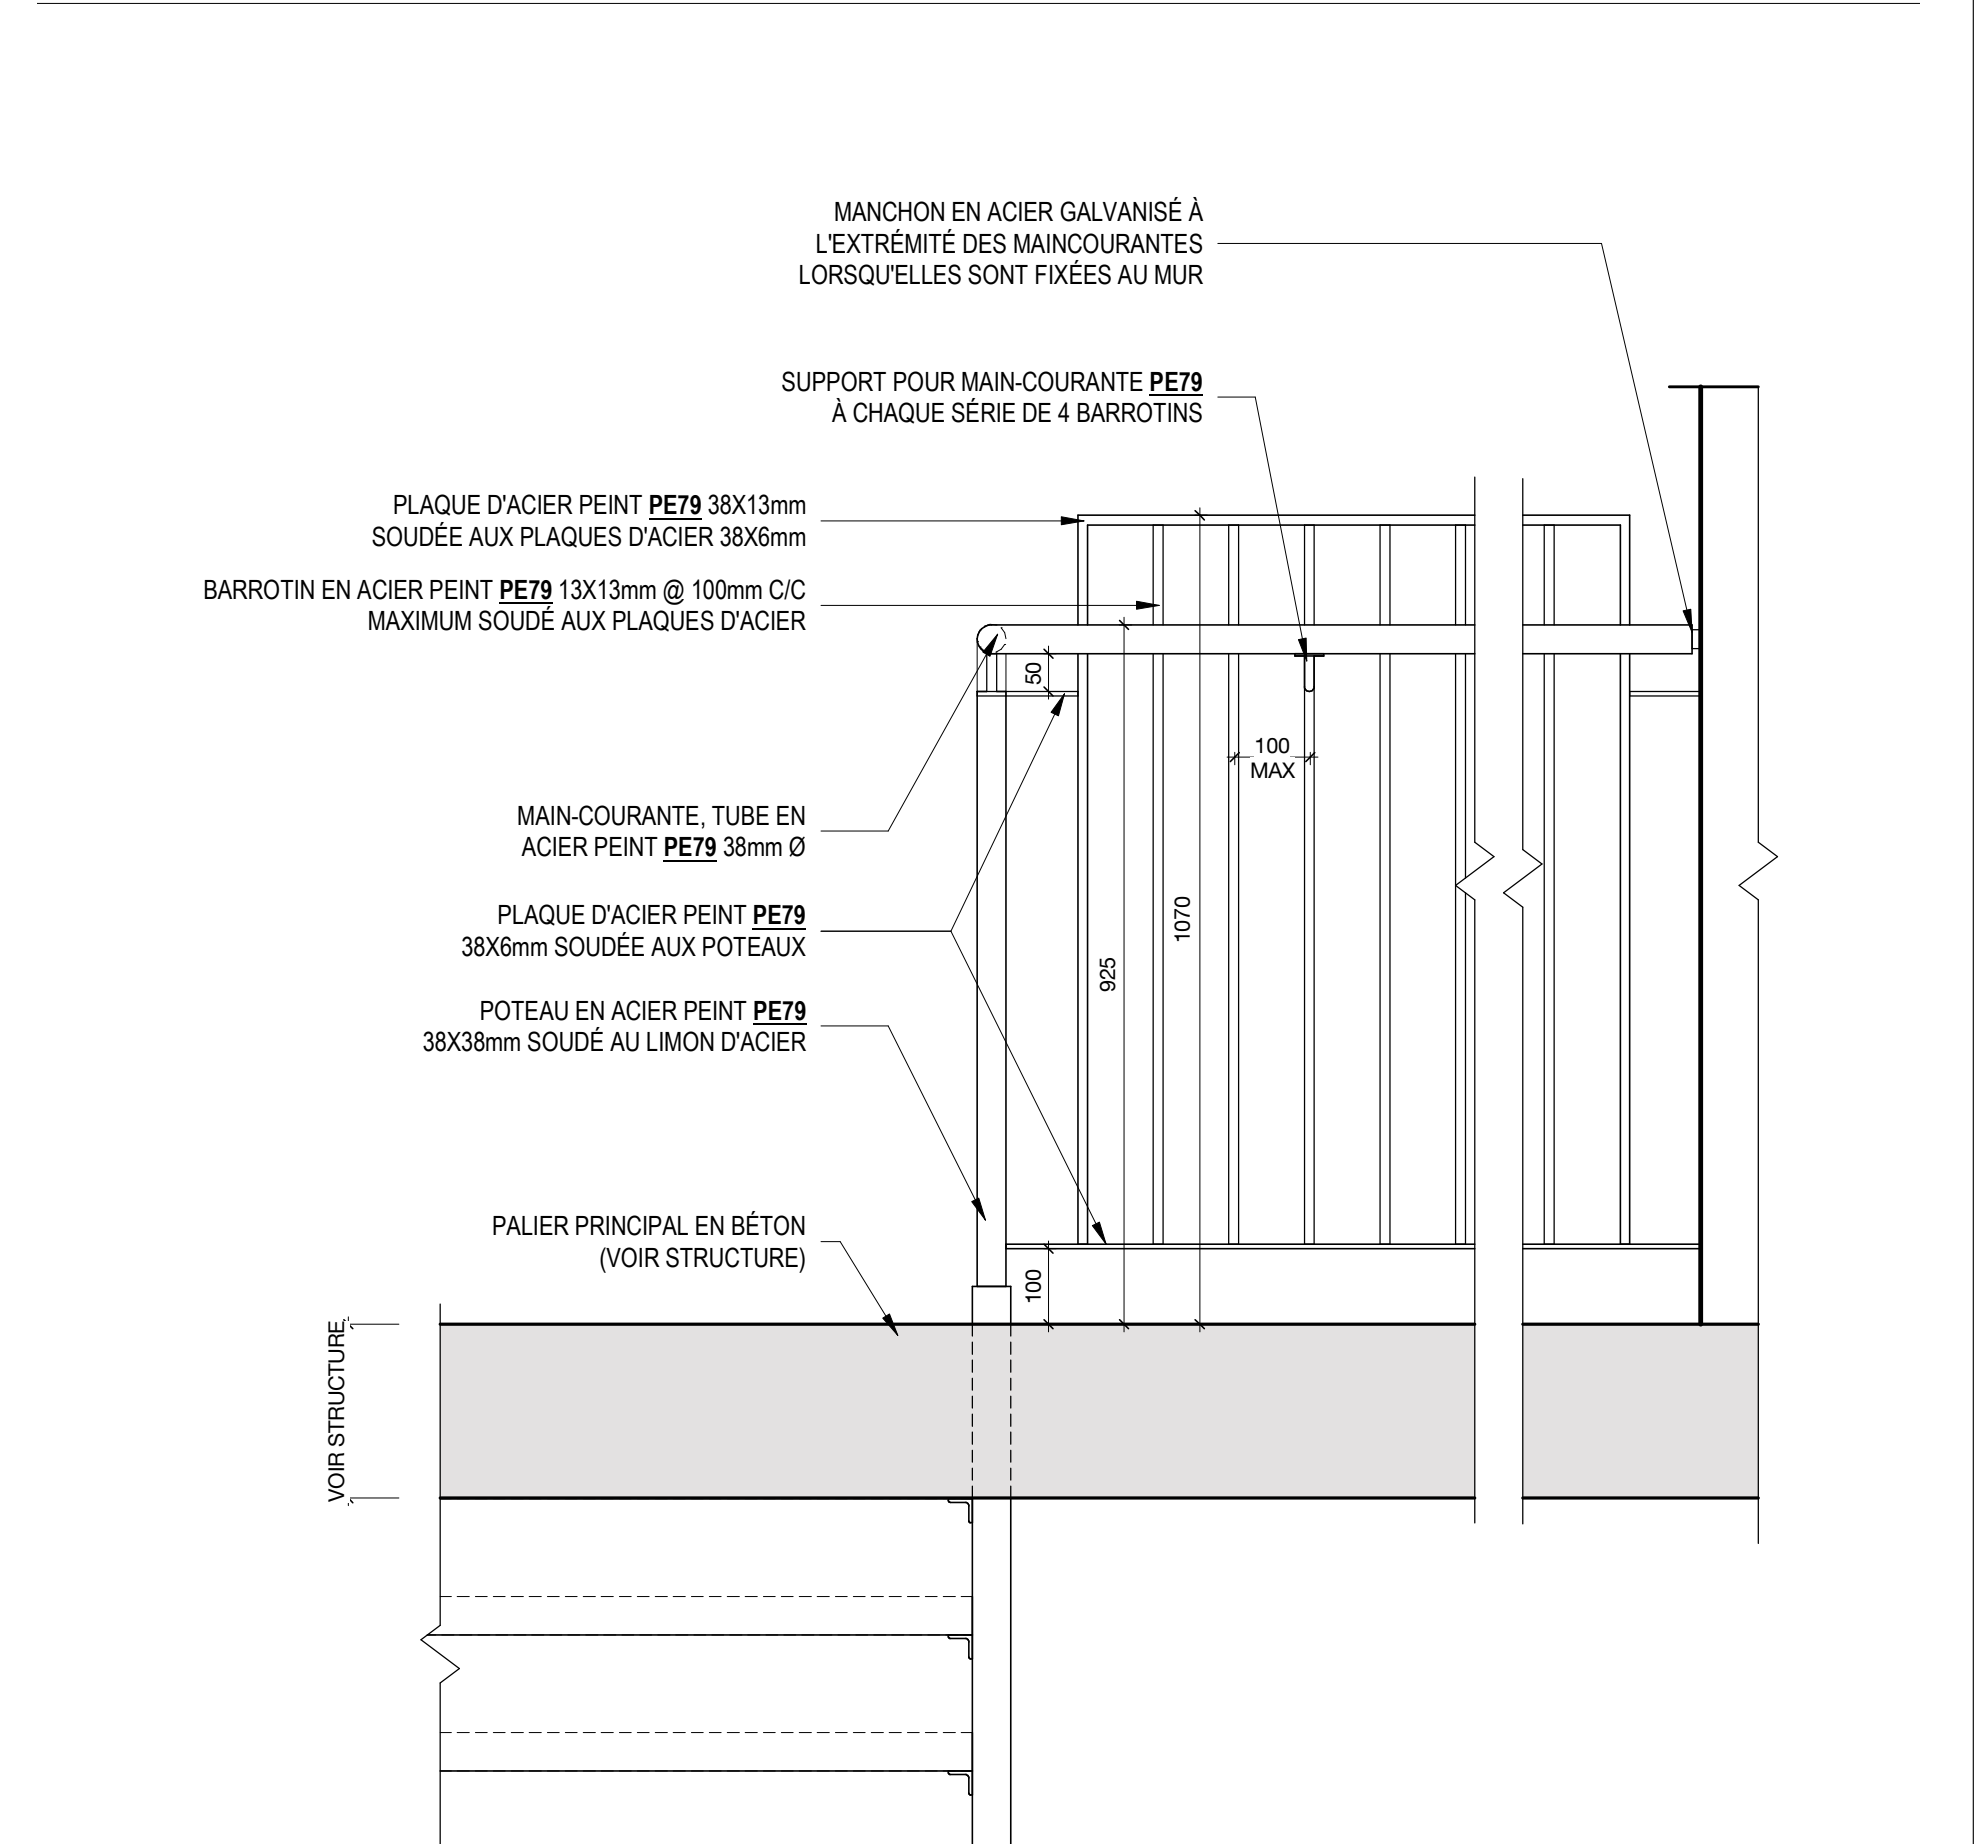 MANCHON EN ACIER GALVANISÉ À
L'EXTRÉMITÉ DES MAINCOURANTES
LORSQU'ELLES SONT FIXÉES AU MUR
SUPPORT POUR MAIN-COURANTE PE79
À CHAQUE SÉRIE DE 4 BARROTINS
PLAQUE D'ACIER PEINT PE79 38X13mm
SOUDÉE AUX PLAQUES D'ACIER 38X6mm
BARROTIN EN ACIER PEINT PE79 13X13mm @ 100mm C/C
MAXIMUM SOUDÉ AUX PLAQUES D'ACIER
50
100
MAX
MAIN-COURANTE, TUBE EN
ACIER PEINT PE79 38mm Ø
PLAQUE D'ACIER PEINT PE79
38X6mm SOUDÉE AUX POTEAUX
1070
925
POTEAU EN ACIER PEINT PE79
38X38mm SOUDÉ AU LIMON D'ACIER
PALIER PRINCIPAL EN BÉTON
(VOIR STRUCTURE)
100
VOIR STRUCTURE